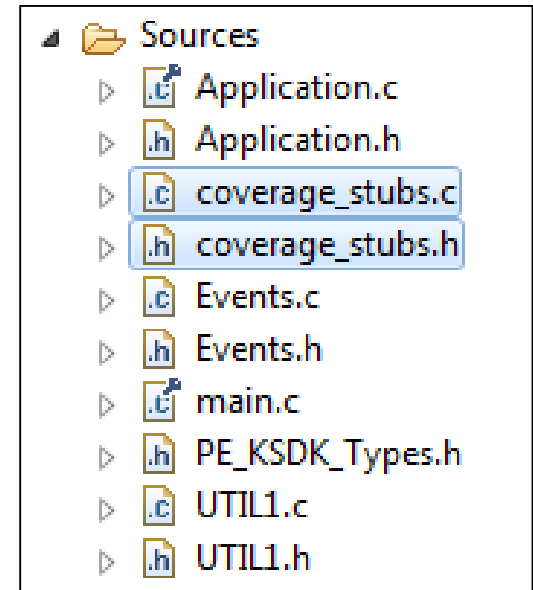 Sources
.c Application.c
.h Application.h
.c coverage_stubs.c
.h coverage_stubs.h
.c Events.c
.h Events.h
.c main.c
.h PE_KSDK_Types.h
.c UTIL1.c
.h UTIL1.h